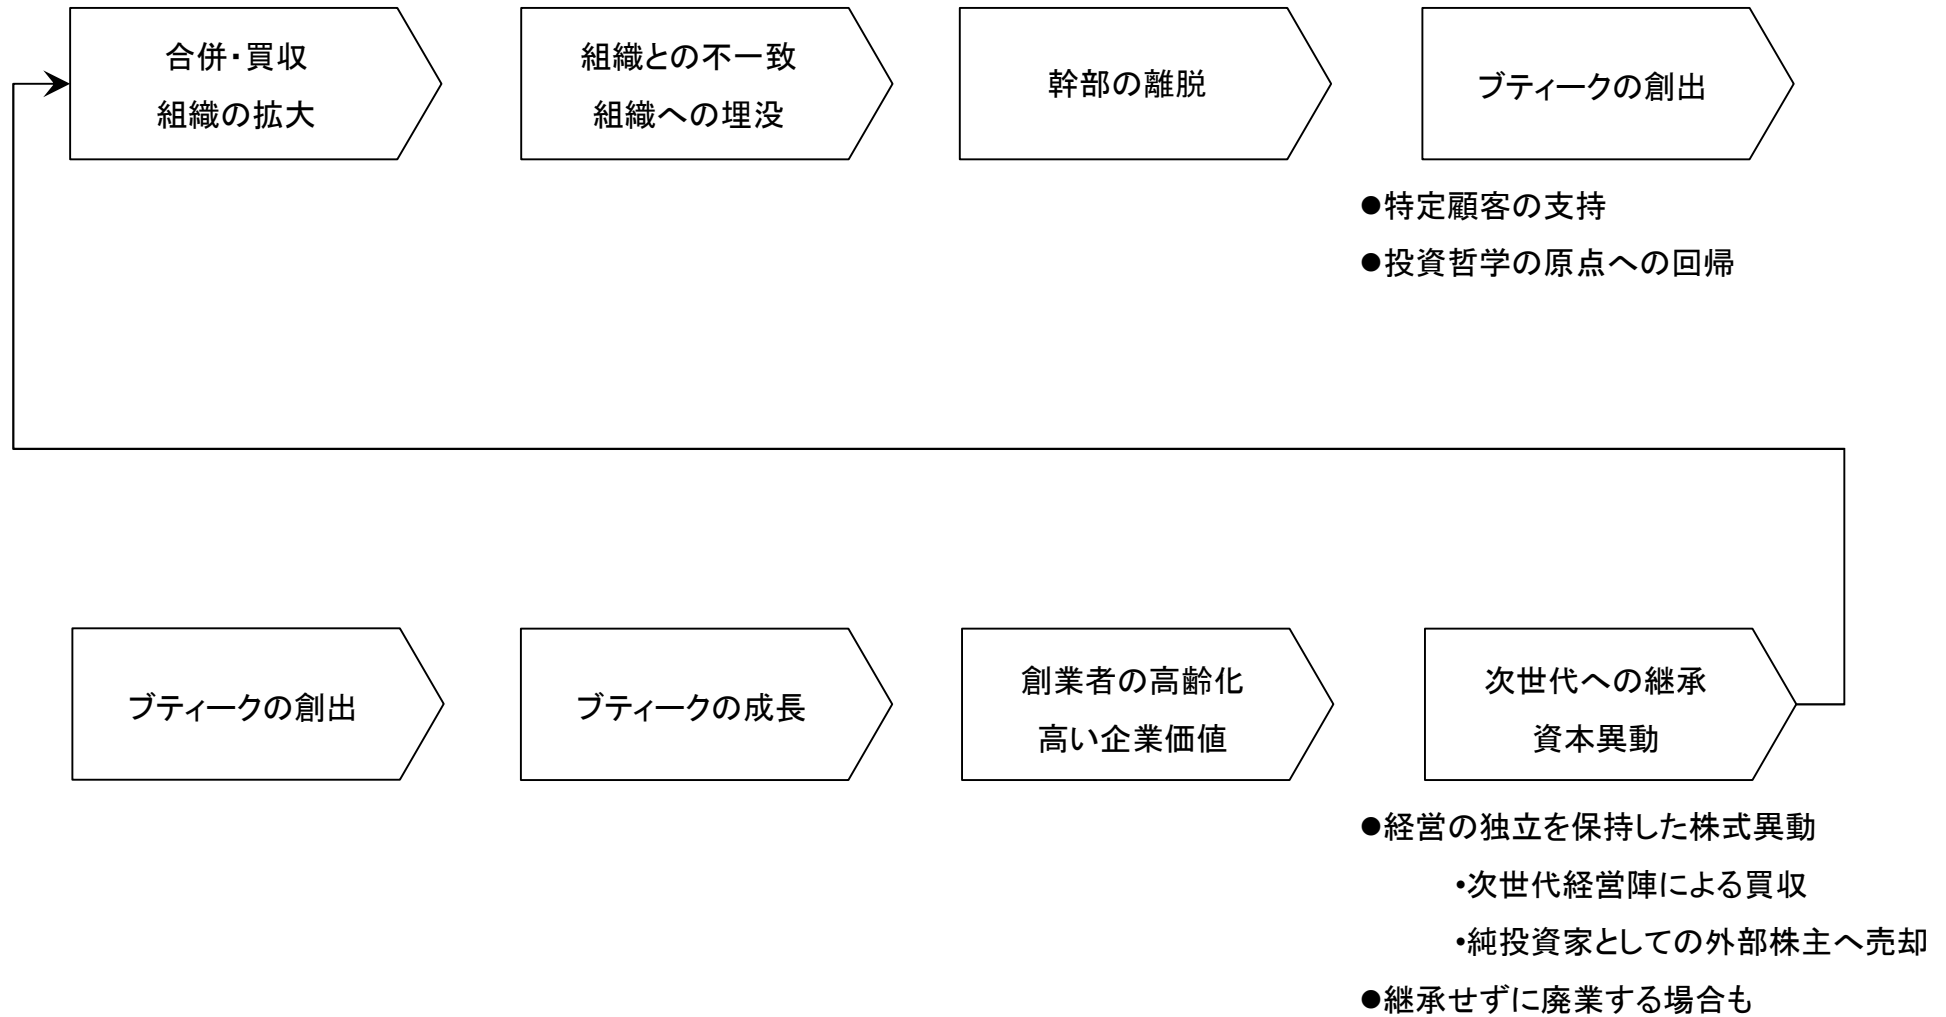 合併・買収
組織の拡大
組織との不一致
組織への埋没
幹部の離脱
ブティークの創出
●特定顧客の支持
●投資哲学の原点への回帰
ブティークの創出
ブティークの成長
創業者の高齢化
高い企業価値
次世代への継承
資本異動
●経営の独立を保持した株式異動
•次世代経営陣による買収
•純投資家としての外部株主へ売却
●継承せずに廃業する場合も